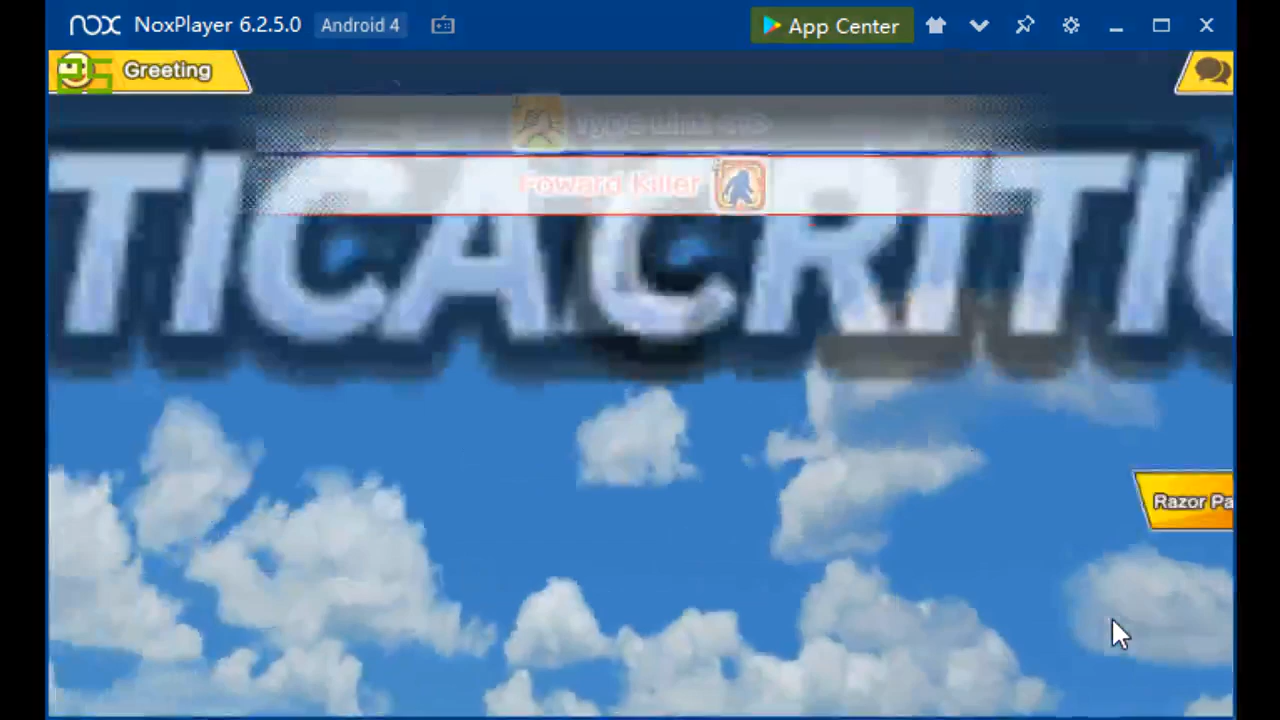 nox NoxPlayer 6.2.5.0 Android 4 App Center
Greeting
Foward Killer
TICACRITIC
Razor Pa